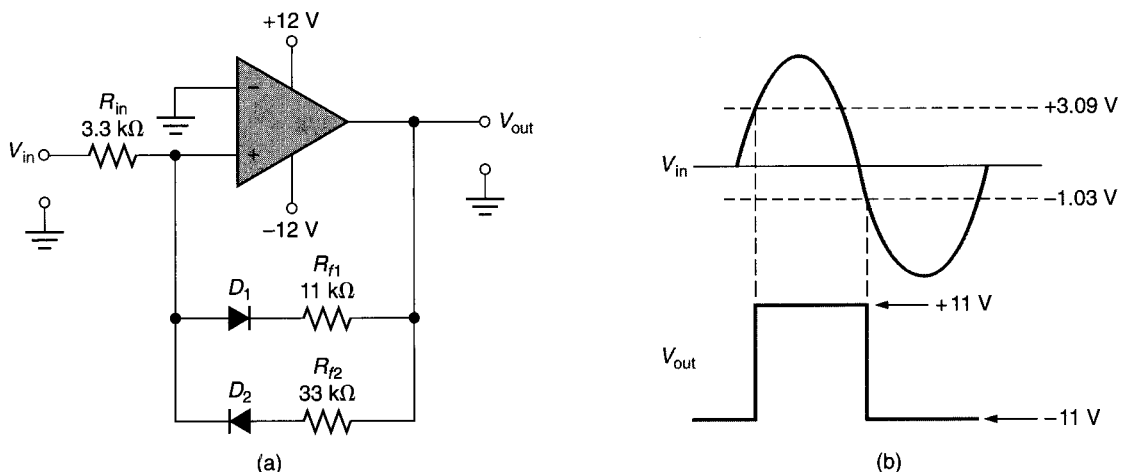 +12 V
R_in
3.3 kΩ
V_in
−
+
V_out
−12 V
D_1
R_f1
11 kΩ
D_2
R_f2
33 kΩ
(a)
+3.09 V
V_in
−1.03 V
+11 V
V_out
−11 V
(b)